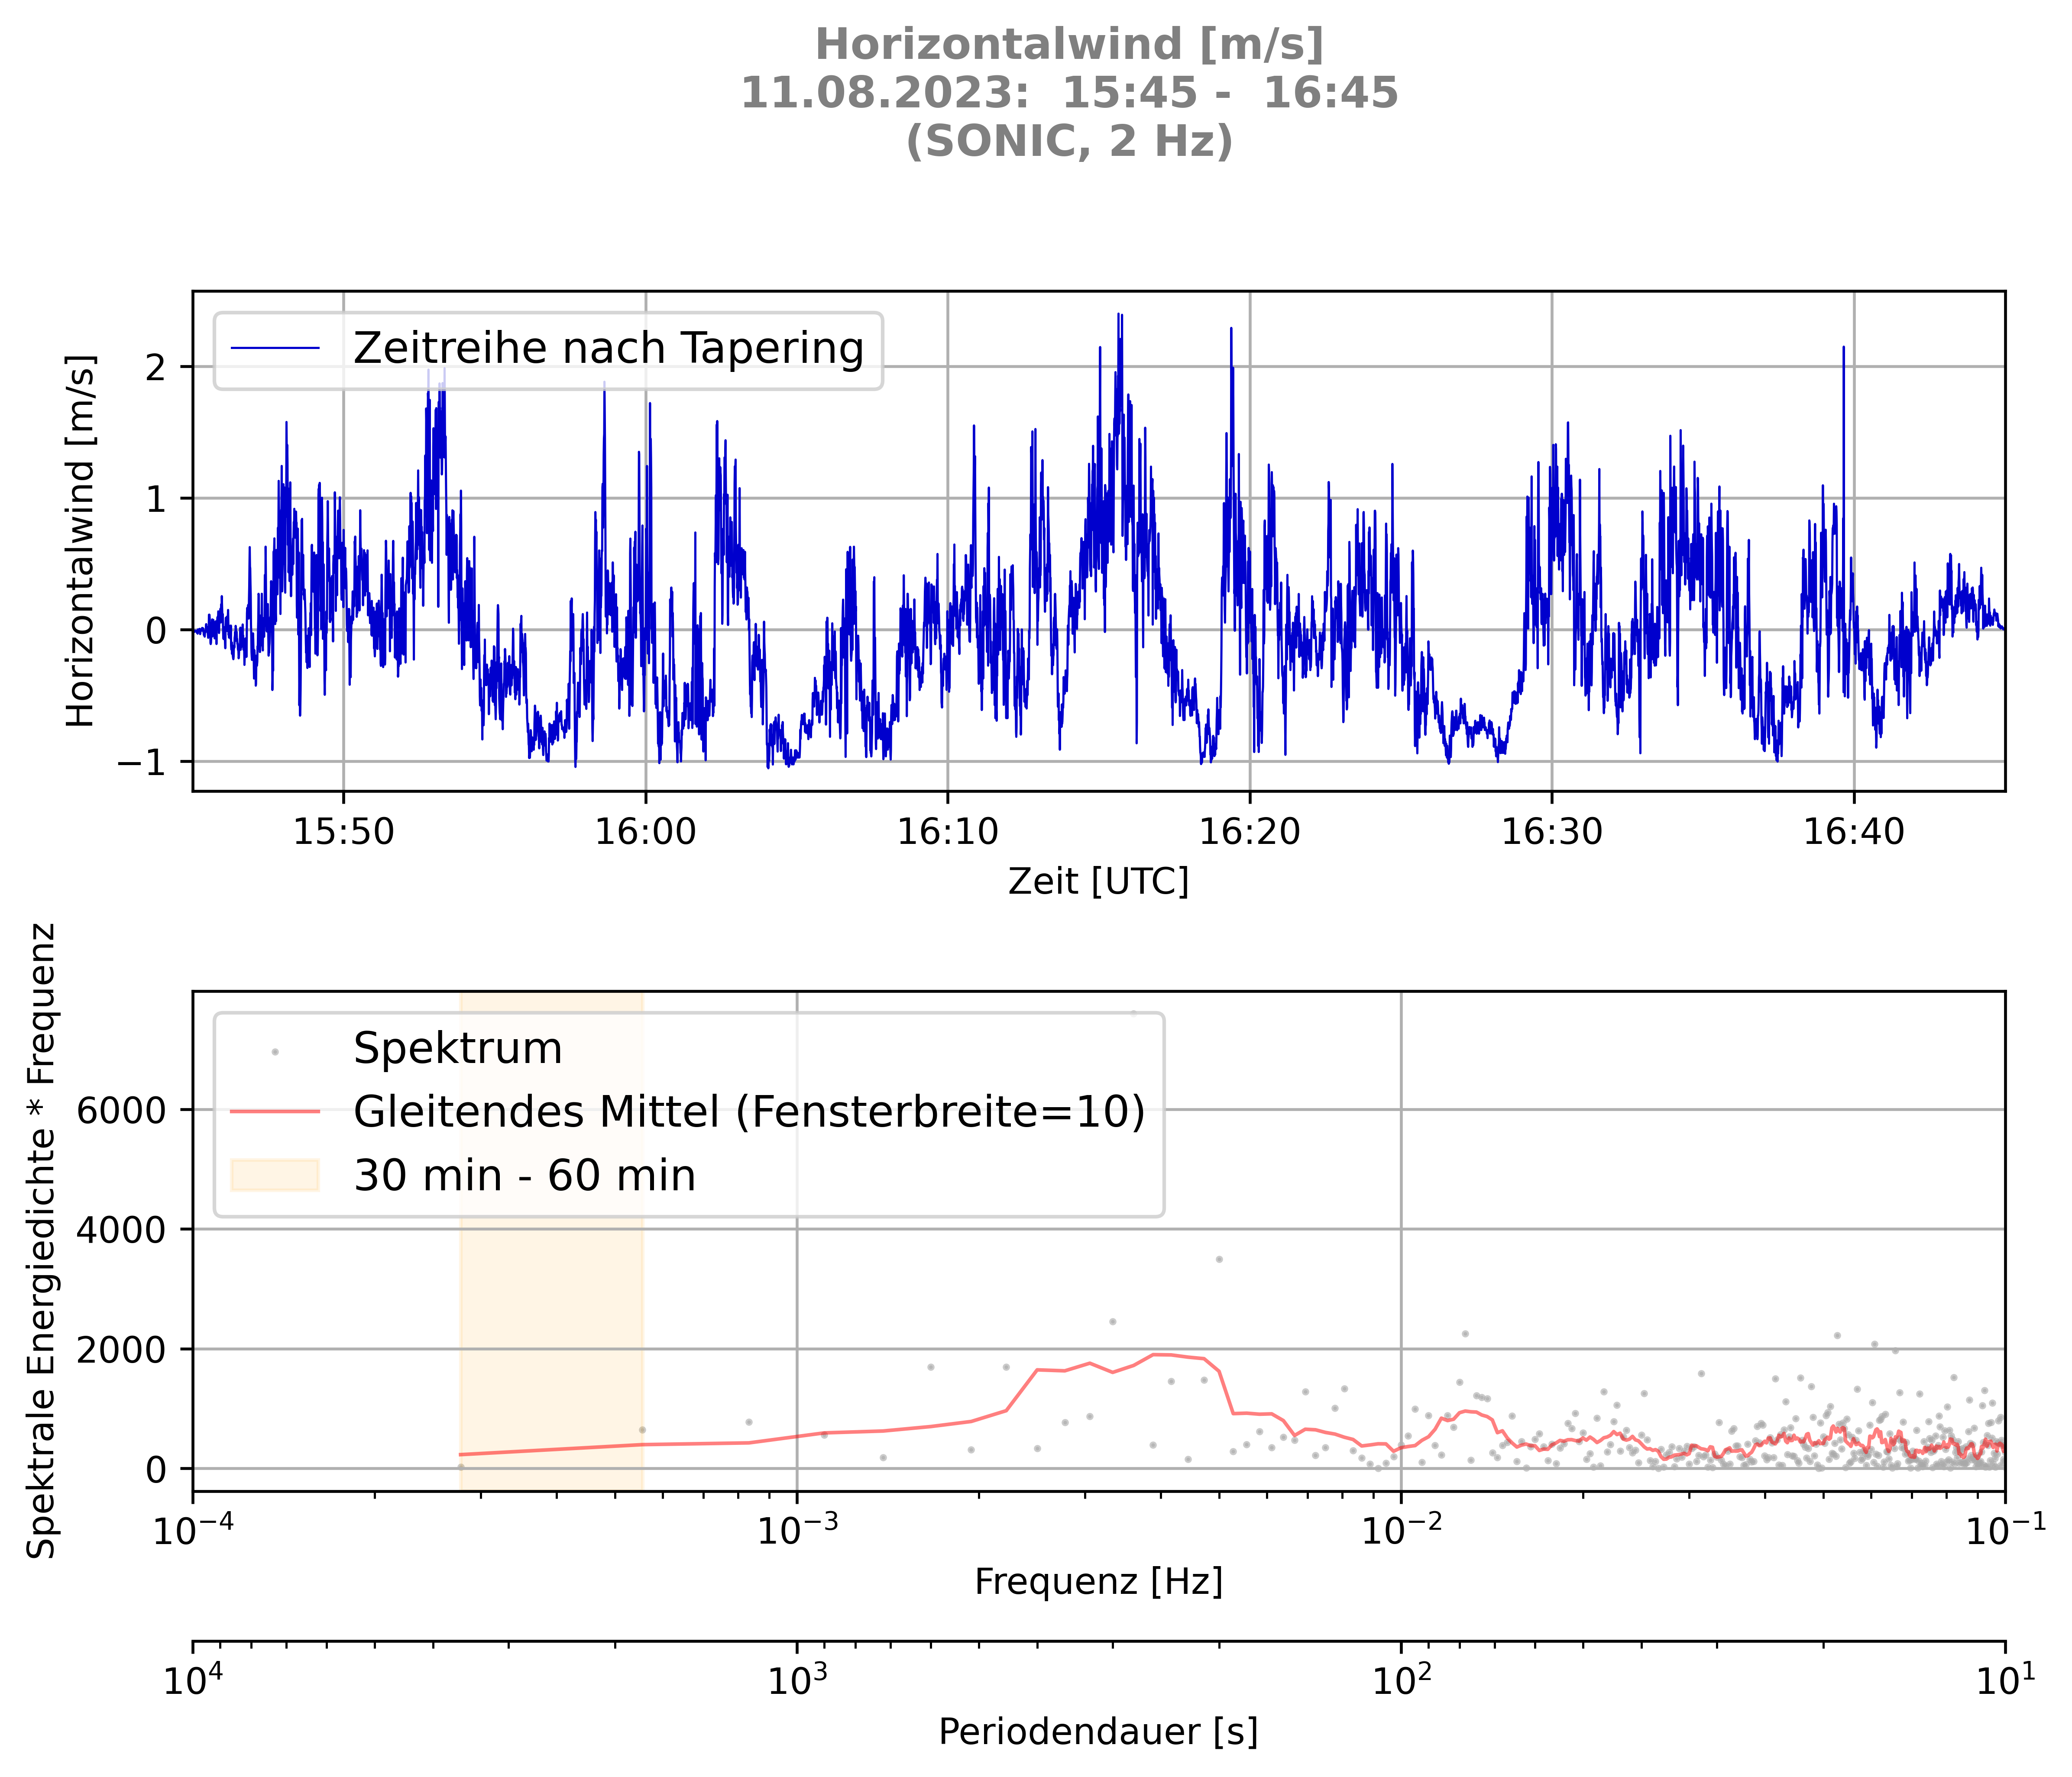 Horizontalwind [m/s]
11.08.2023:  15:45 -  16:45
(SONIC, 2 Hz)
Horizontalwind [m/s]
2
1
0
−1
Zeitreihe nach Tapering
15:50 16:00 16:10 16:20 16:30 16:40
Zeit [UTC]
Spektrale Energiedichte * Frequenz
6000
4000
2000
0
Spektrum
Gleitendes Mittel (Fensterbreite=10)
30 min - 60 min
10⁻⁴ 10⁻³ 10⁻² 10⁻¹
Frequenz [Hz]
10⁴ 10³ 10² 10¹
Periodendauer [s]